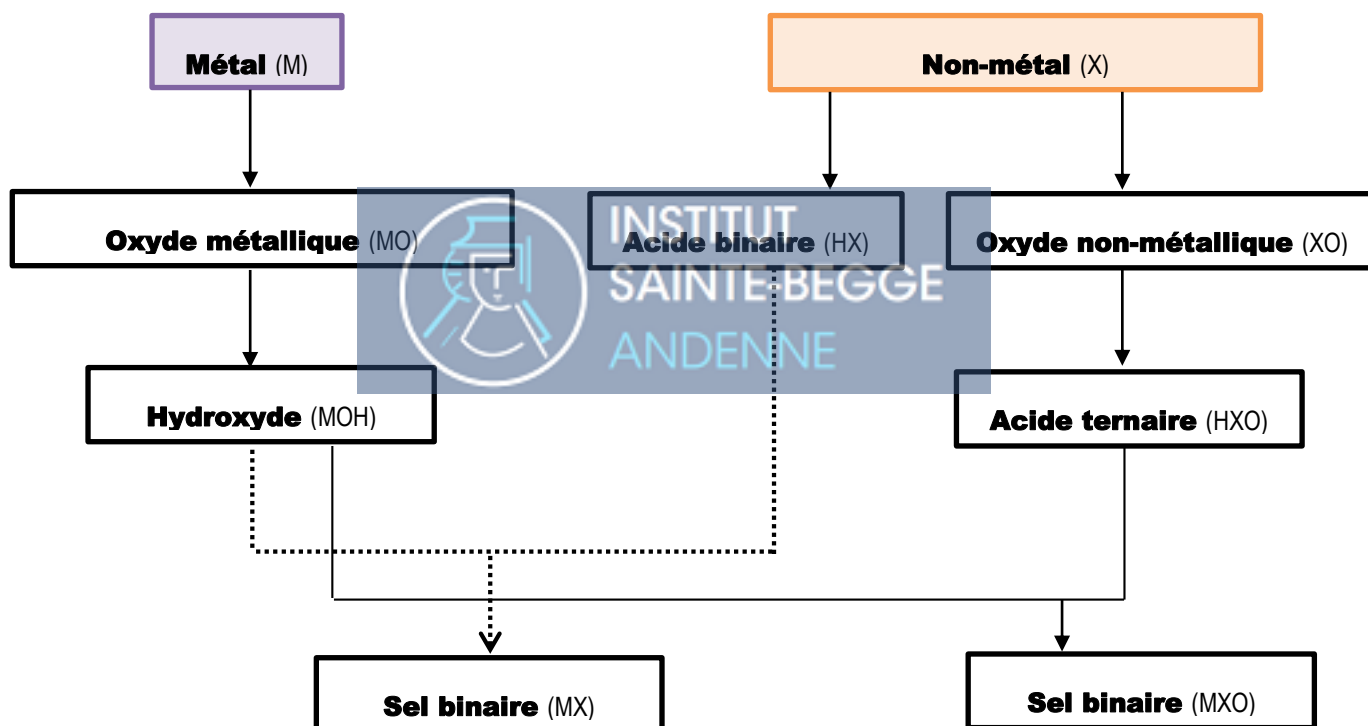 Métal (M)
Non-métal (X)
Oxyde métallique (MO)
Acide binaire (HX)
Oxyde non-métallique (XO)
INSTITUT
SAINTE-BEGGE
ANDENNE
Hydroxyde (MOH)
Acide ternaire (HXO)
Sel binaire (MX)
Sel binaire (MXO)